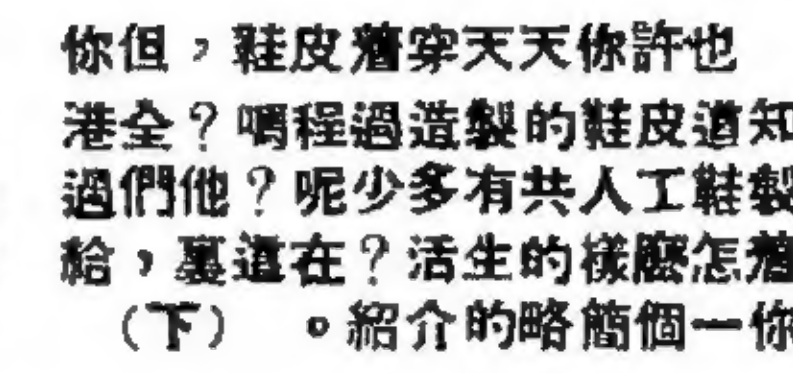 也許你天天穿着皮鞋，但你
知道皮鞋的製造過程嗎？全港
製鞋工人共有多少呢？他們過
着怎麼樣的生活？在這裏，給
你一個簡略的介紹。（下）